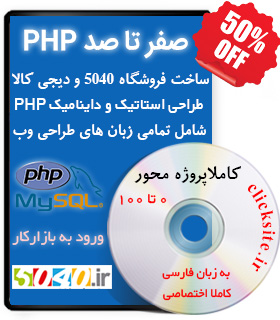 صفر تا صد PHP
50%
OFF
ساخت فروشگاه 5040 و دیجی کالا
طراحی استاتیک و داینامیک PHP
شامل تمامی زبان های طراحی وب
php
MySQL
ورود به بازارکار
5040.ir
کاملاپروژه محور
۰ تا ۱۰۰
clicksite.ir
به زبان فارسی
کاملا اختصاصی